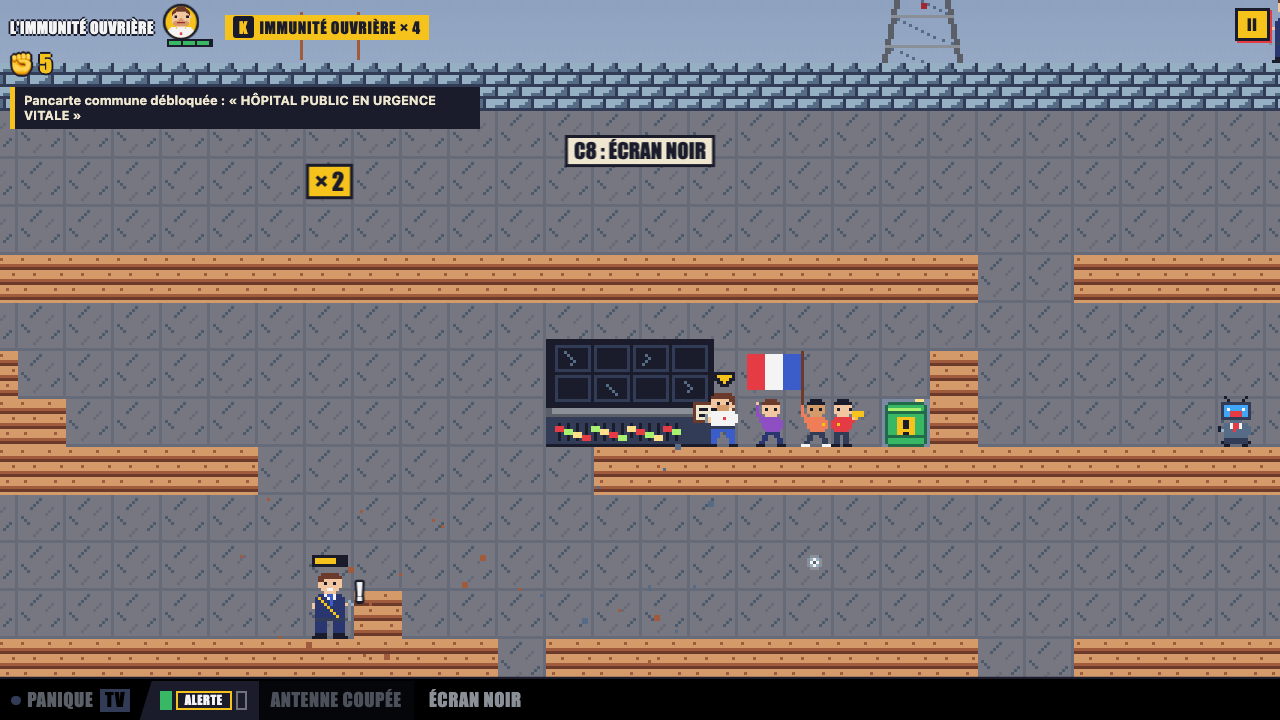 L'IMMUNITÉ OUVRIÈRE
K IMMUNITÉ OUVRIÈRE × 4
5
Pancarte commune débloquée : « HÔPITAL PUBLIC EN URGENCE
VITALE »
C8 : ÉCRAN NOIR
× 2
!
PANIQUE TV
ALERTE
ANTENNE COUPÉE
ÉCRAN NOIR